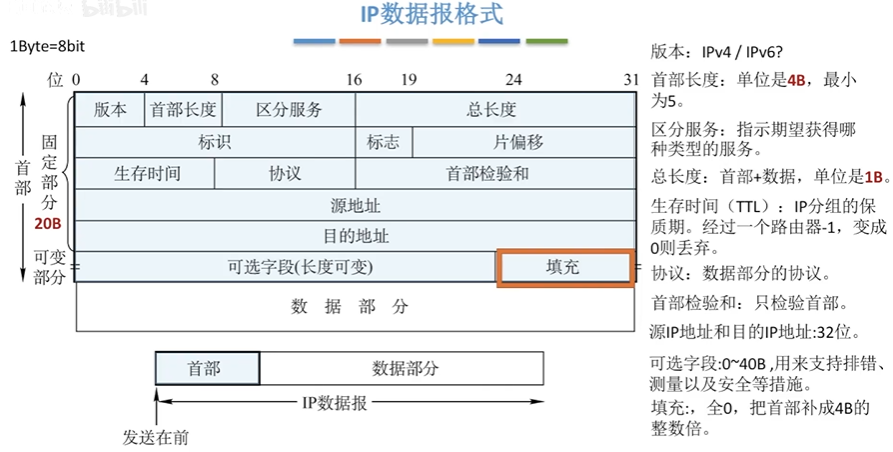 bilibili
IP数据报格式
1Byte=8bit
位 0 4 8 16 19 24 31
版本 首部长度 区分服务 总长度
标识 标志 片偏移
生存时间 协议 首部检验和
源地址
目的地址
可选字段(长度可变) 填充
数 据 部 分
首部
固定部分
20B
可变
部分
首部 数据部分
IP数据报
发送在前
版本：IPv4 / IPv6?
首部长度：单位是4B，最小
为5。
区分服务：指示期望获得哪
种类型的服务。
总长度：首部+数据，单位是1B。
生存时间（TTL）：IP分组的保
质期。经过一个路由器-1，变成
0则丢弃。
协议：数据部分的协议。
首部检验和：只检验首部。
源IP地址和目的IP地址:32位。
可选字段:0~40B ,用来支持排错、
测量以及安全等措施。
填充:，全0，把首部补成4B的
整数倍。